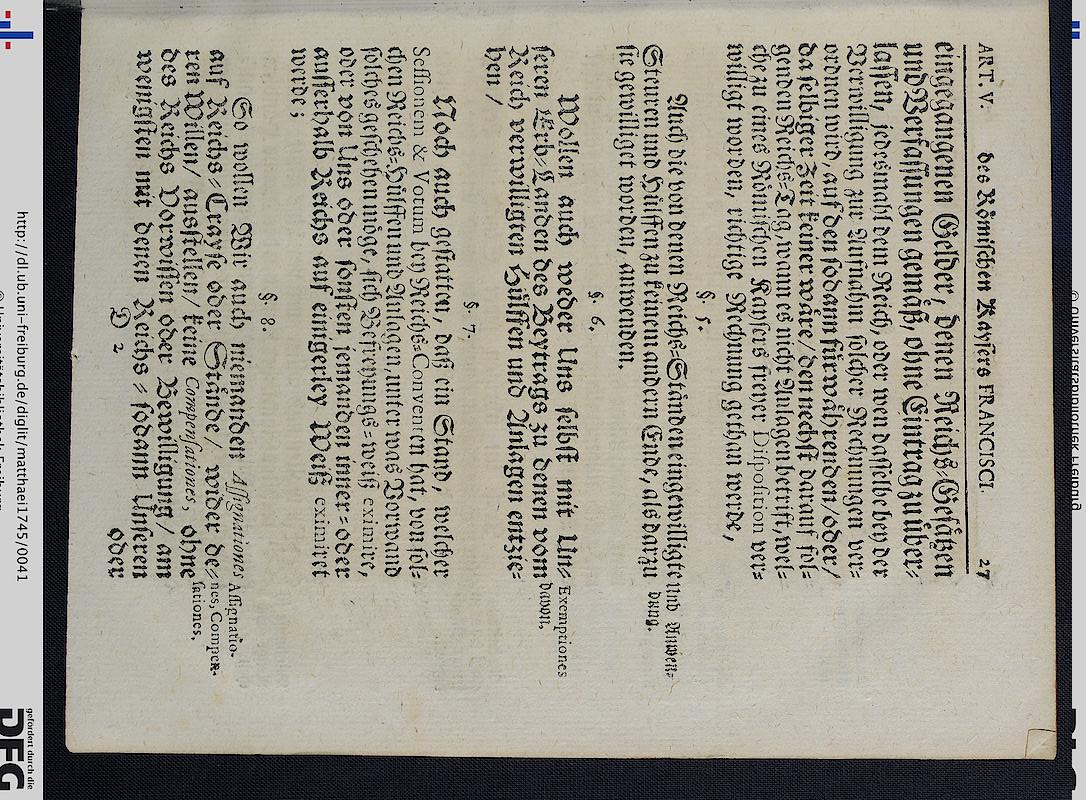 ART. V. des Römischen Kaysers FRANCISCI. 27
eingegangenen Gelder, denen Reichs-Gesätzen
und Verfassungen gemäß, ohne Eintrag zu über-
lassen, jedesmahl dem Reich, oder wen dasselbe bey der
Verwilligung zur Aufnahm solcher Rechnungen ver-
ordnen wird, auf den sodann fürwährenden / oder /
da selbiger Zeit keiner wäre / den nechst darauf fol-
genden Reichs-Tag, wann es nicht Anlagen betrift, wel-
che zu eines Römischen Kaysers freyer Disposition ver-
willigt worden, richtige Rechnung gethan werde,
§. 5.
Auch die von denen Reichs-Ständen eingewilligte
Steuren und Hülffen zu keinem andern Ende, als darzu
sie gewilliget worden, anwenden.
und Anwen-
dung.
§. 6.
Wollen auch weder Uns selbst mit Un-
seren Erb-Landen des Beytrags zu denen vom
Reich verwilligten Hülffen und Anlagen entzie-
hen /
Exemptiones
davon,
§. 7.
Noch auch gestatten, daß ein Stand, welcher
Sessionem & Votum bey Reichs-Conventen hat, von sol-
chen Reichs-Hülffen und Anlagen, unter was Vorwand
solches geschehen möge, sich Befreyungs-weiß eximire,
oder von Uns oder sonsten jemanden inner- oder
ausserhalb Reichs auf einigerley Weiß eximiret
werde;
§. 8.
So wollen Wir auch niemanden Assignationes
auf Reichs-Crayse oder Stände / wider de-
ren Willen / ausstellen / keine Compensationes, ohne
des Reichs Vorwissen oder Bewilligung / am
wenigsten mit denen Reichs- sodann Unseren
Assignatio-
nes, Compen-
sationes,
D 2 oder
http://dl.ub.uni-freiburg.de/diglit/matthaei1745/0041
gefördert durch die
DFG